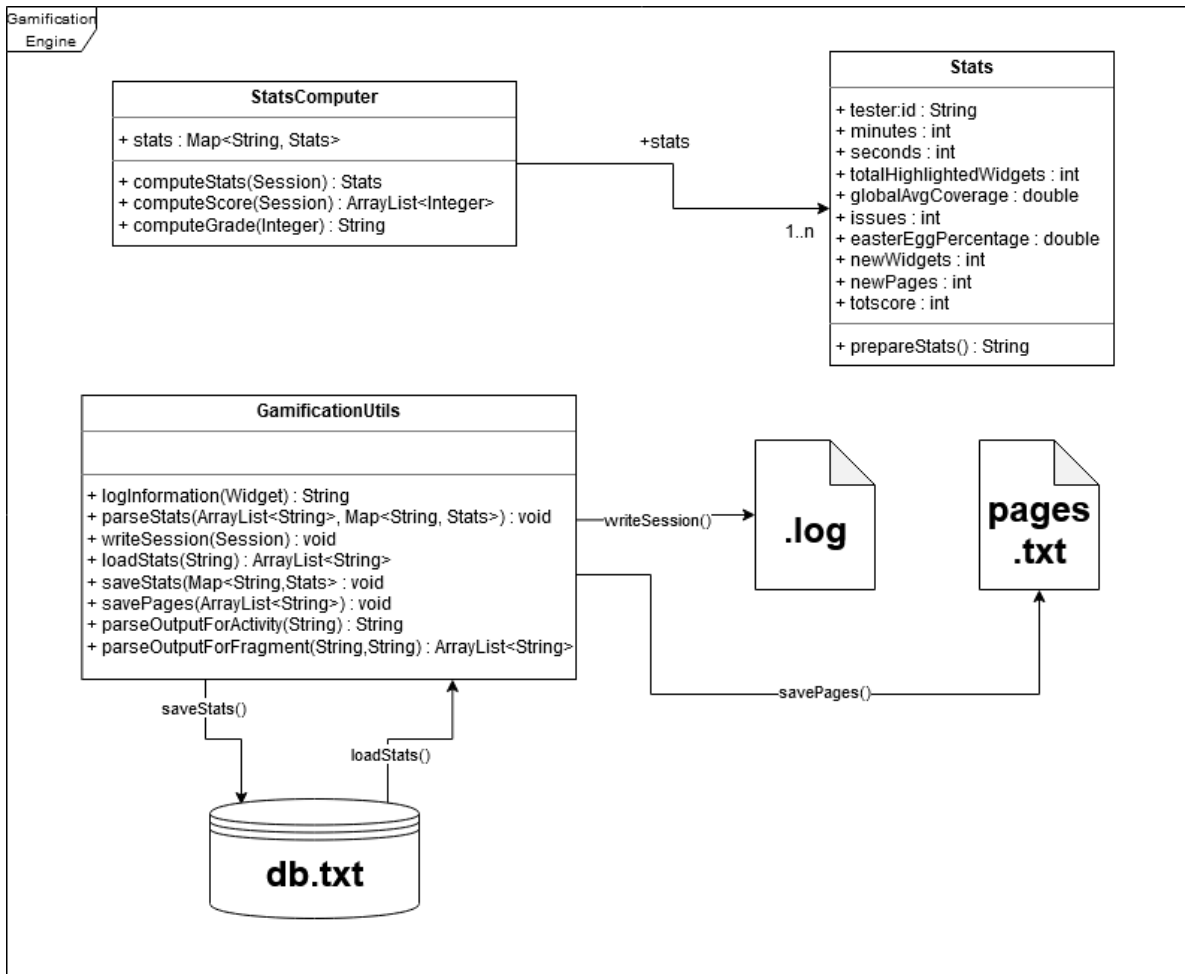 Gamification
Engine
StatsComputer
+ stats : Map<String, Stats>
+ computeStats(Session) : Stats
+ computeScore(Session) : ArrayList<Integer>
+ computeGrade(Integer) : String
+stats
1..n
Stats
+ tester:id : String
+ minutes : int
+ seconds : int
+ totalHighlightedWidgets : int
+ globalAvgCoverage : double
+ issues : int
+ easterEggPercentage : double
+ newWidgets : int
+ newPages : int
+ totscore : int
+ prepareStats() : String
GamificationUtils
+ logInformation(Widget) : String
+ parseStats(ArrayList<String>, Map<String, Stats>) : void
+ writeSession(Session) : void
+ loadStats(String) : ArrayList<String>
+ saveStats(Map<String,Stats> : void
+ savePages(ArrayList<String>) : void
+ parseOutputForActivity(String) : String
+ parseOutputForFragment(String,String) : ArrayList<String>
writeSession()
.log
pages
.txt
savePages()
saveStats()
loadStats()
db.txt